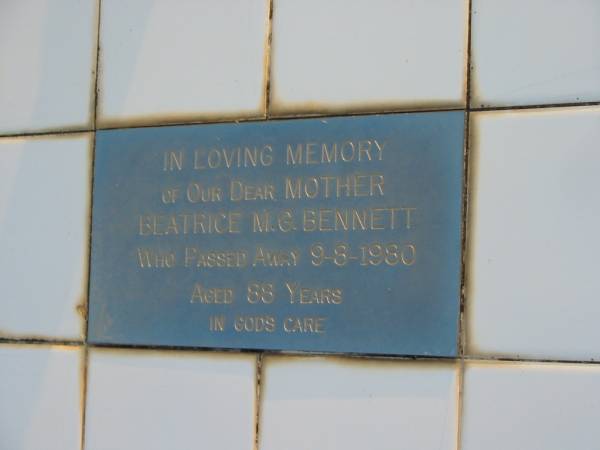 IN LOVING MEMORY
OF OUR DEAR MOTHER
BEATRICE M.G. BENNETT
WHO PASSED AWAY 9-8-1980
AGED 88 YEARS
IN GODS CARE